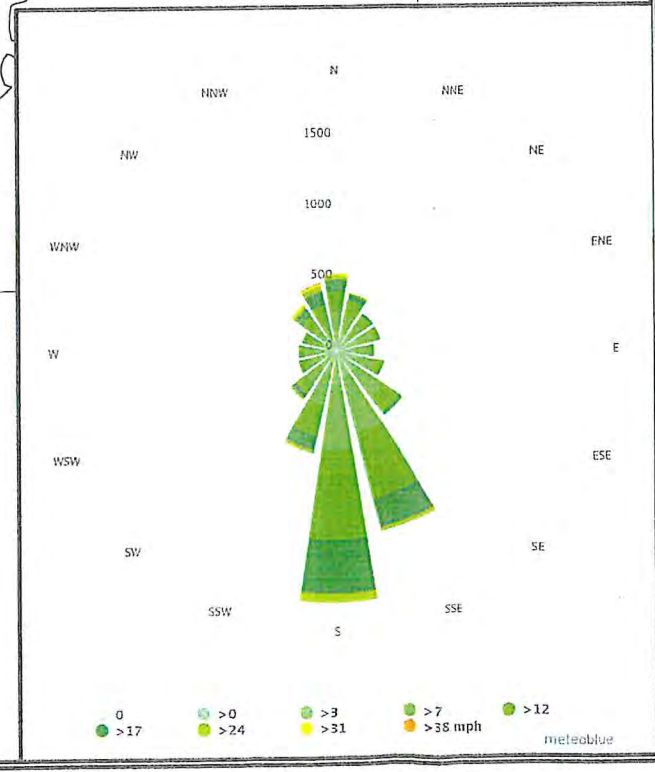 N
NNW
NNE
1500
NW
NE
1000
WNW
ENE
500
0
W
E
WSW
ESE
SW
SE
SSW
SSE
S
0 >0 >3 >7 >12
>17 >24 >31 >38 mph
meteoblue